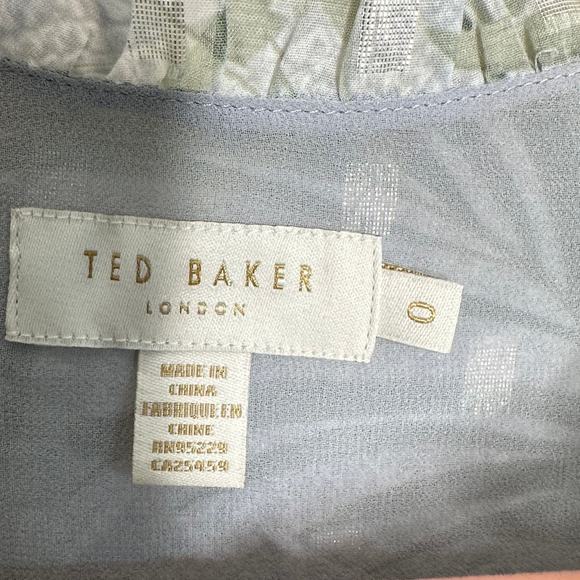 TED BAKER
LONDON
0
MADE IN
CHINA
FABRIQUE EN
CHINE
RN95229
CA25459